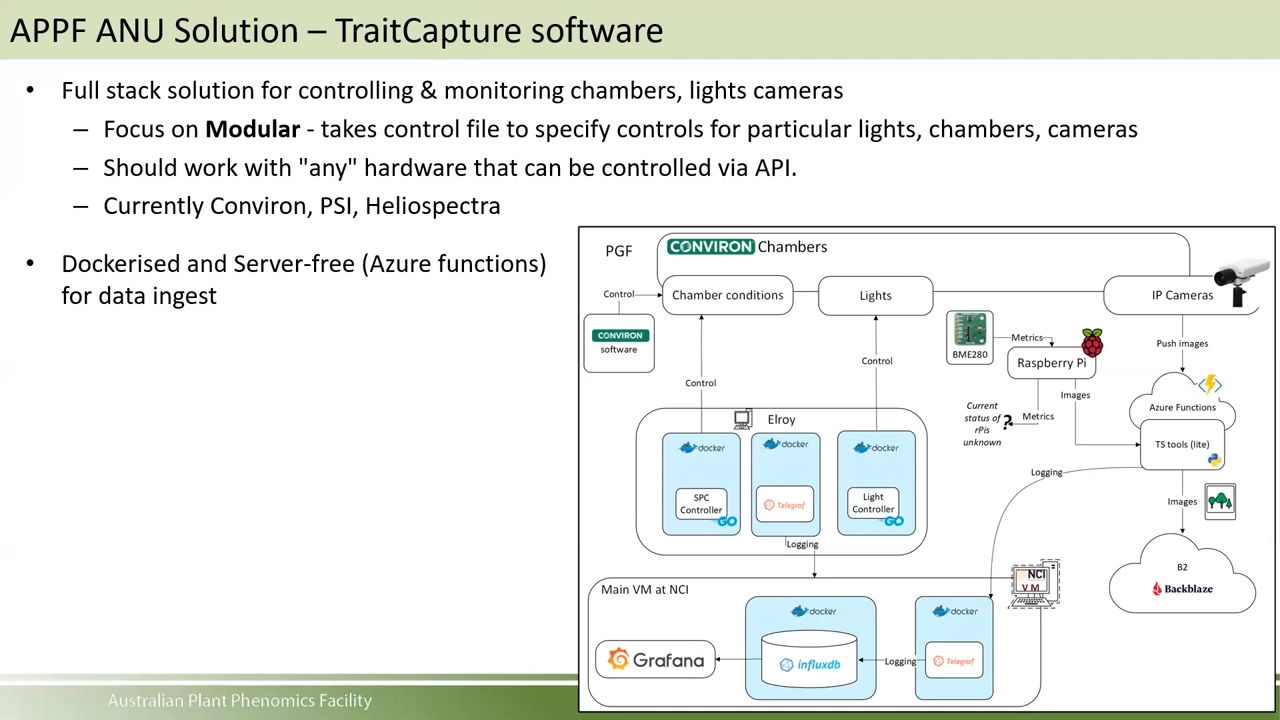 APPF ANU Solution – TraitCapture software
• Full stack solution for controlling & monitoring chambers, lights cameras
– Focus on Modular - takes control file to specify controls for particular lights, chambers, cameras
– Should work with "any" hardware that can be controlled via API.
– Currently Conviron, PSI, Heliospectra
• Dockerised and Server-free (Azure functions)
for data ingest
PGF
CONVIRON Chambers
Control
Chamber conditions
Lights
IP Cameras
CONVIRON
software
BME280
Metrics
Raspberry Pi
Push images
Control
Control
Images
Azure Functions
Current
status of
rPis
unknown
?
Metrics
TS tools (lite)
Elroy
docker
docker
docker
SPC
Controller
GO
Telegraf
Light
Controller
GO
Logging
Images
Logging
B2
Backblaze
Main VM at NCI
NCI
VM
docker
docker
Grafana
influxdb
Logging
Telegraf
Australian Plant Phenomics Facility